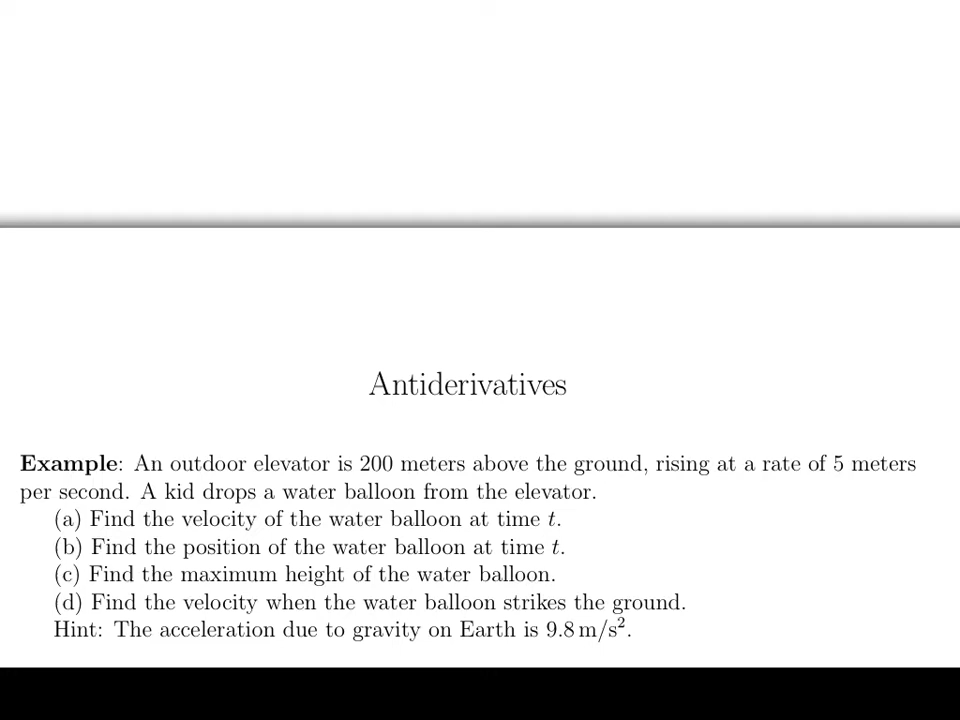 Antiderivatives
Example: An outdoor elevator is 200 meters above the ground, rising at a rate of 5 meters
per second. A kid drops a water balloon from the elevator.
(a) Find the velocity of the water balloon at time t.
(b) Find the position of the water balloon at time t.
(c) Find the maximum height of the water balloon.
(d) Find the velocity when the water balloon strikes the ground.
Hint: The acceleration due to gravity on Earth is 9.8 m/s².